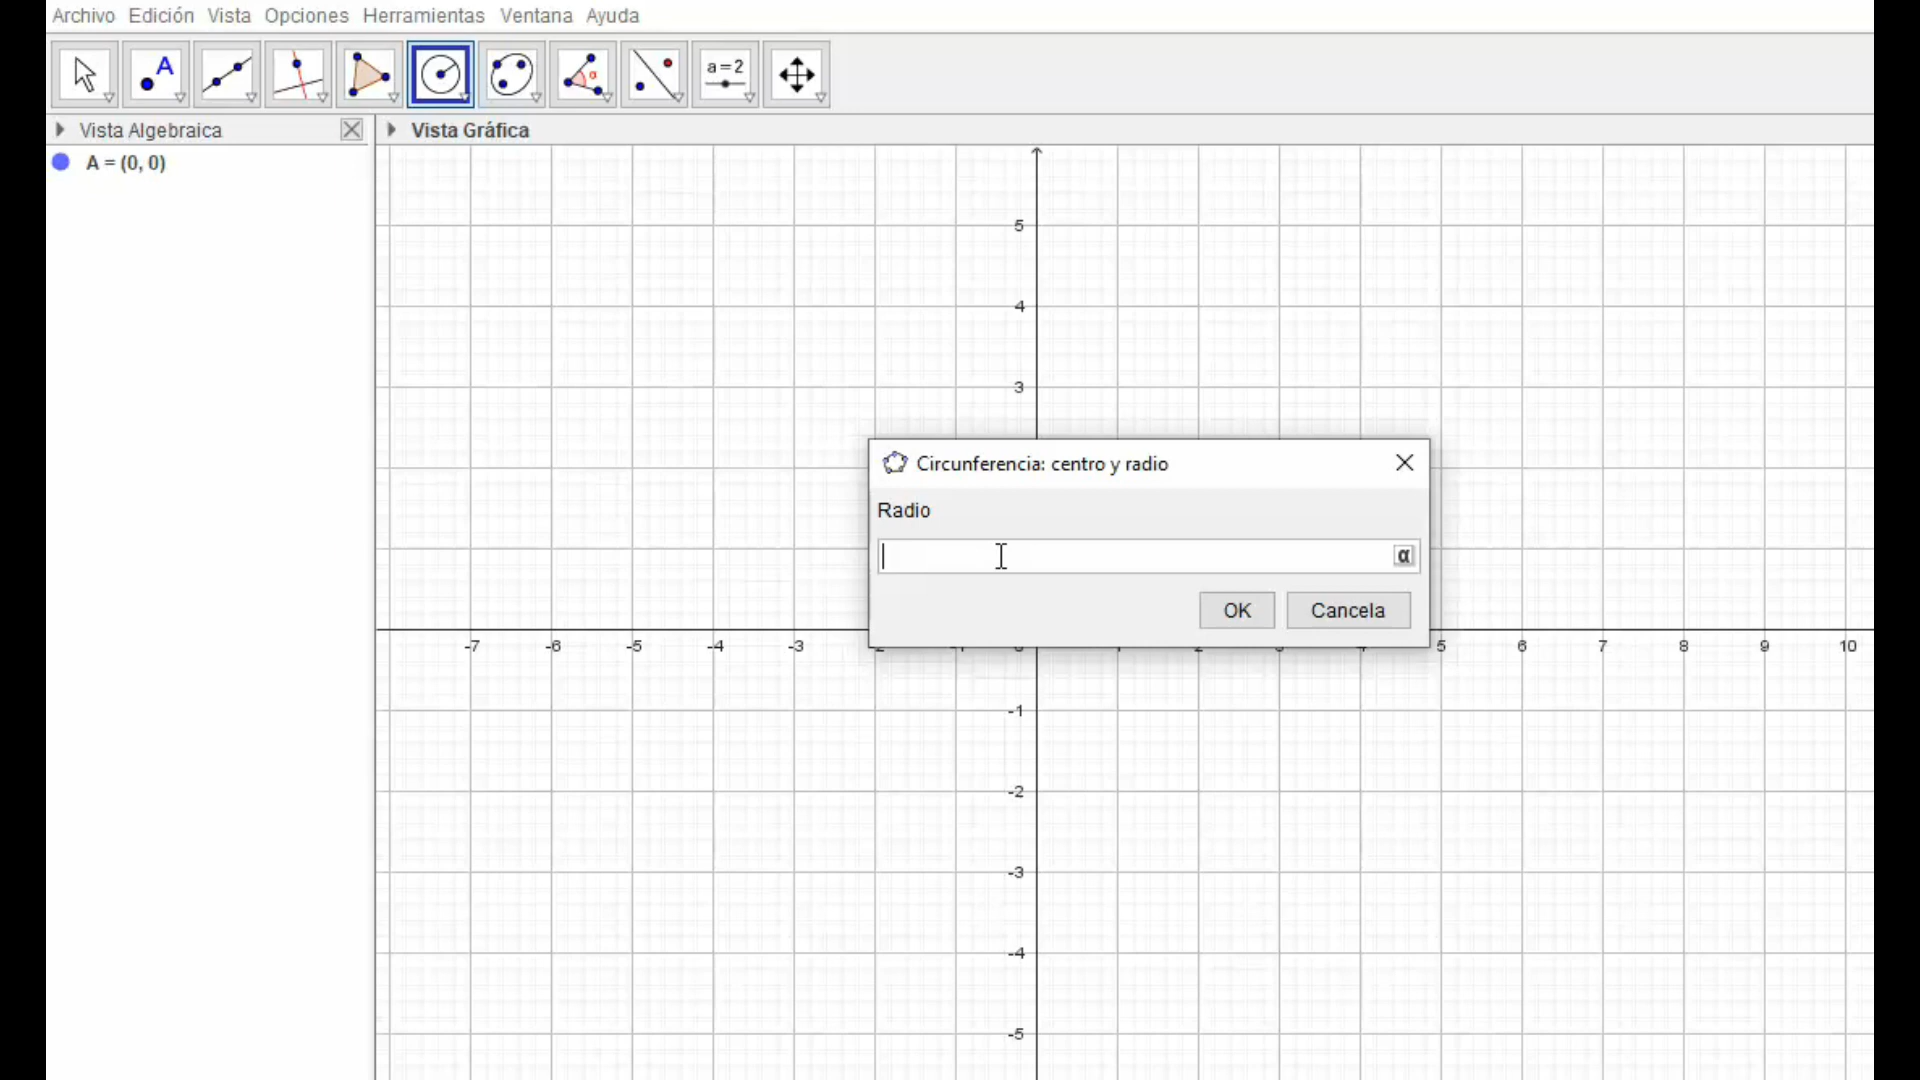 Archivo Edición Vista Opciones Herramientas Ventana Ayuda
A α a=2
Vista Algebraica Vista Gráfica
A = (0, 0)
5
4
3
Circunferencia: centro y radio
Radio
α
OK Cancela
-7 -6 -5 -4 -3 5 6 7 8 9 10
-1
-2
-3
-4
-5